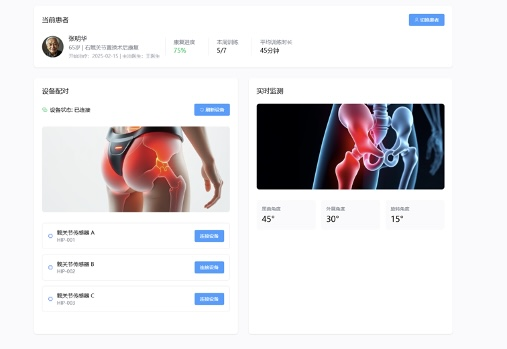 当前患者
切换患者
张明华
65岁 | 右髋关节置换术后康复
康复进度
75%
本周训练
5/7
平均训练时长
45分钟
设备配对
设备状态: 已连接
刷新设备
髋关节传感器 A
HIP-001
连接设备
髋关节传感器 B
HIP-002
连接设备
髋关节传感器 C
HIP-003
连接设备
实时监测
屈曲角度
45°
外展角度
30°
旋转角度
15°